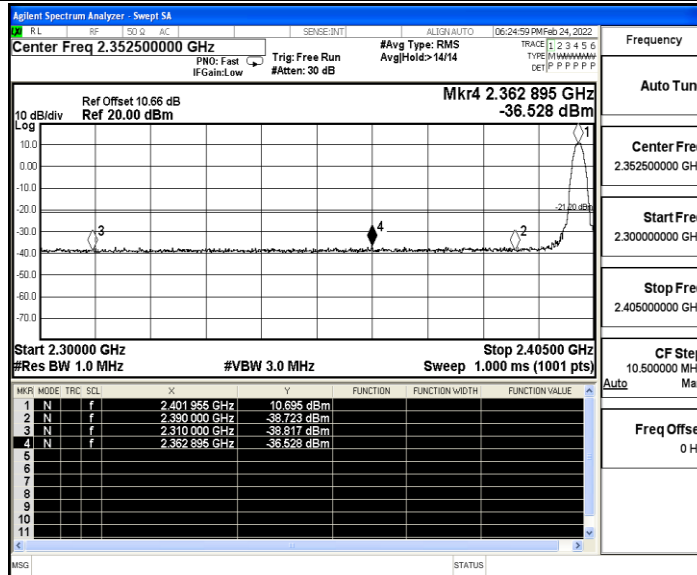 Agilent Spectrum Analyzer - Swept SA
RL RF 50 Ω AC SENSE:INT ALIGN AUTO 06:24:59 PM Feb 24, 2022
Center Freq 2.352500000 GHz #Avg Type: RMS TRACE 1 2 3 4 5 6 Frequency
PNO: Fast Trig: Free Run Avg|Hold:>14/14 TYPE M
IFGain:Low #Atten: 30 dB DET P P P P P P
Auto Tun
Ref Offset 10.66 dB Mkr4 2.362 895 GHz
10 dB/div Ref 20.00 dBm -36.528 dBm
Log
1
10.0
0.00
-10.0
-20.0
-21.20 dBm
-30.0
3 4 2
-40.0
-50.0
-60.0
-70.0
Center Fre
2.352500000 GH
Start Fre
2.300000000 GH
Stop Fre
2.405000000 GH
Start 2.30000 GHz Stop 2.40500 GHz
#Res BW 1.0 MHz #VBW 3.0 MHz Sweep 1.000 ms (1001 pts)
CF Step
10.500000 MH
Auto Ma
MKR MODE TRC SCL X Y FUNCTION FUNCTION WIDTH FUNCTION VALUE
1 N f 2.401 955 GHz 10.695 dBm
2 N f 2.390 000 GHz -38.723 dBm
3 N f 2.310 000 GHz -38.817 dBm
4 N f 2.362 895 GHz -36.528 dBm
5
6
7
8
9
10
11
Freq Offse
0 H
MSG STATUS